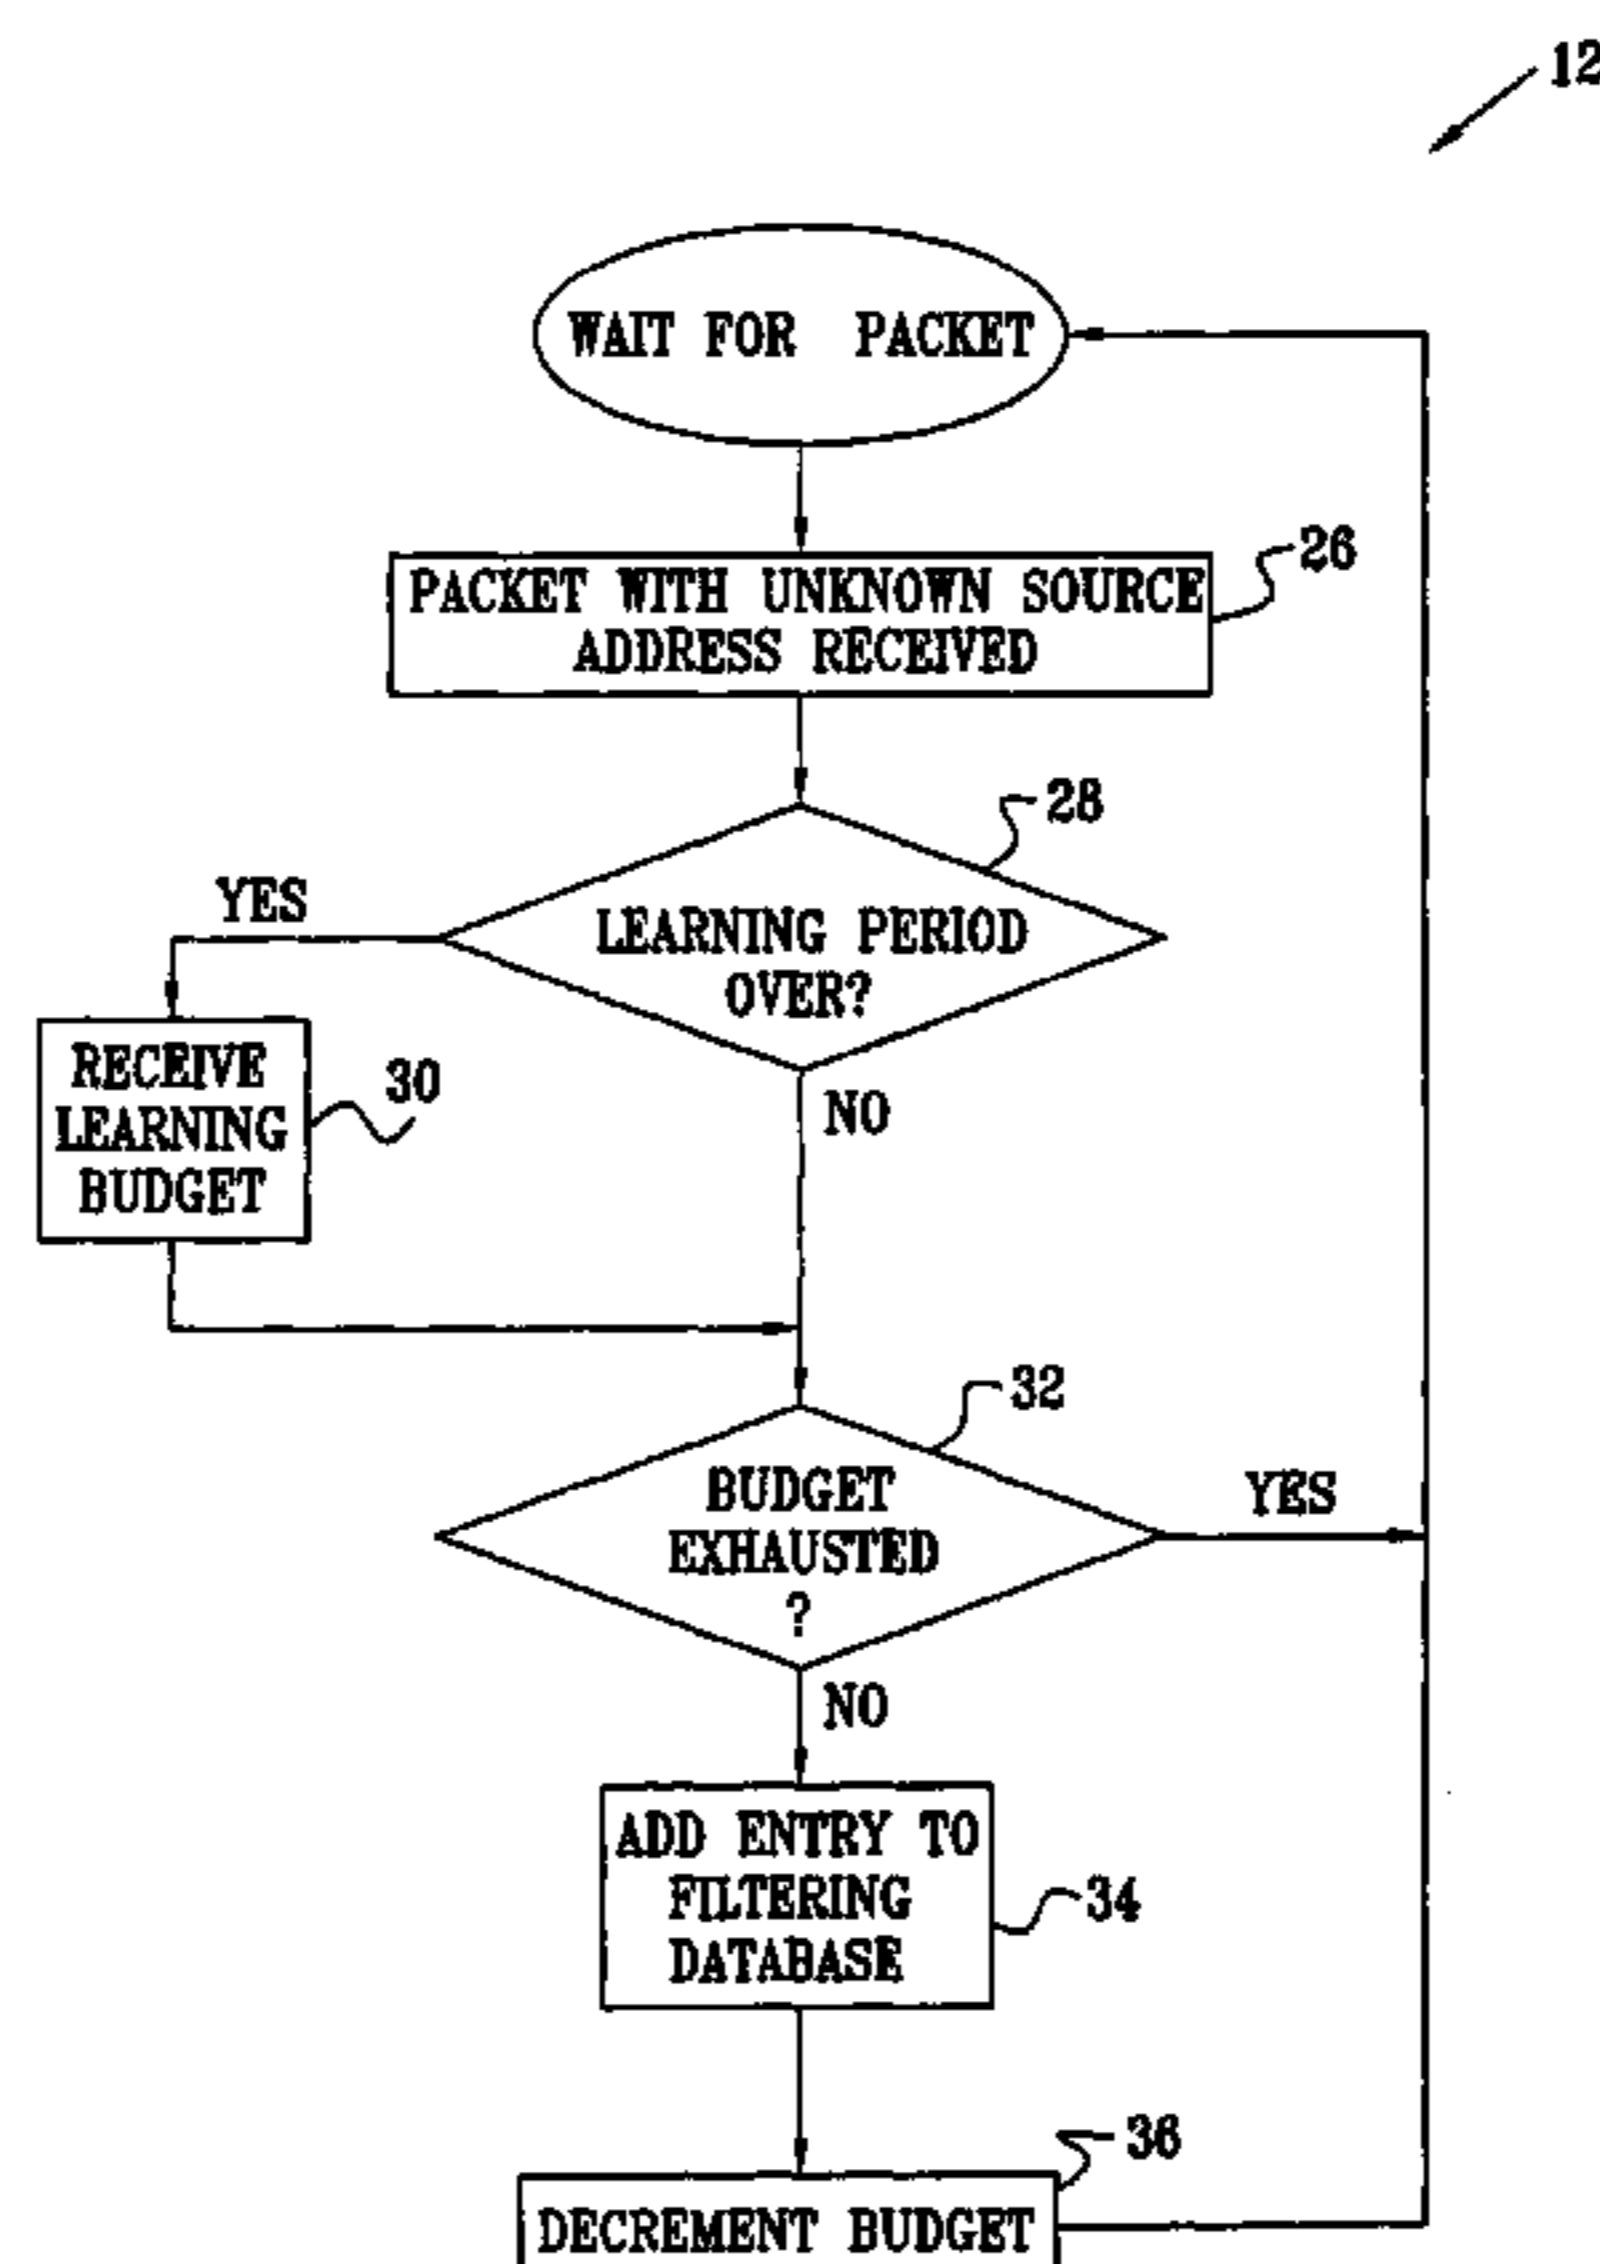 12
WAIT FOR PACKET
26
PACKET WITH UNKNOWN SOURCE
ADDRESS RECEIVED
28
YES
LEARNING PERIOD
OVER?
RECEIVE
LEARNING
BUDGET
30
NO
32
BUDGET
EXHAUSTED
?
YES
NO
ADD ENTRY TO
FILTERING
DATABASE
34
36
DECREMENT BUDGET